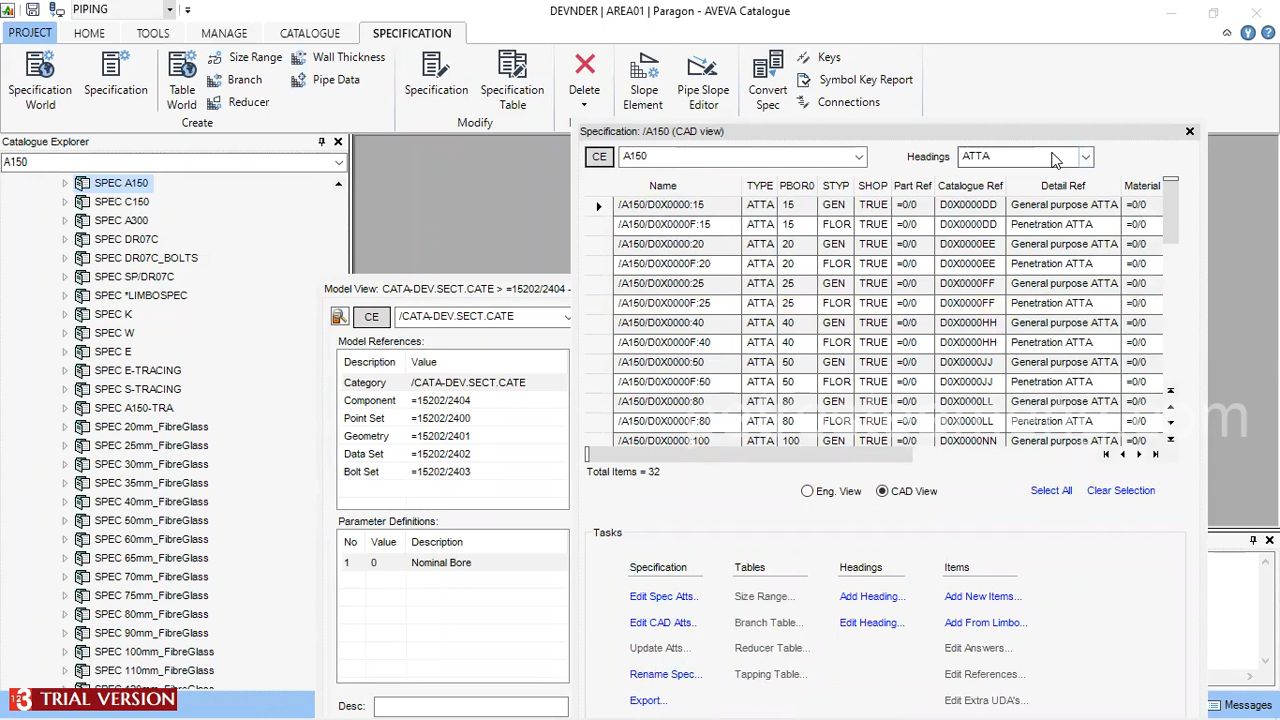 PIPING
DEVNDER | AREA01 | Paragon - AVEVA Catalogue
PROJECT HOME TOOLS MANAGE CATALOGUE SPECIFICATION
Specification World
Specification
Table World
Size Range
Branch
Reducer
Wall Thickness
Pipe Data
Create
Specification
Specification Table
Modify
Delete
Slope Element
Pipe Slope Editor
Convert Spec
Keys
Symbol Key Report
Connections
Catalogue Explorer
A150
SPEC A150
SPEC C150
SPEC A300
SPEC DR07C
SPEC DR07C_BOLTS
SPEC SP/DR07C
SPEC *LIMBOSPEC
SPEC K
SPEC W
SPEC E
SPEC E-TRACING
SPEC S-TRACING
SPEC A150-TRA
SPEC 20mm_FibreGlass
SPEC 25mm_FibreGlass
SPEC 30mm_FibreGlass
SPEC 35mm_FibreGlass
SPEC 40mm_FibreGlass
SPEC 50mm_FibreGlass
SPEC 60mm_FibreGlass
SPEC 65mm_FibreGlass
SPEC 70mm_FibreGlass
SPEC 75mm_FibreGlass
SPEC 80mm_FibreGlass
SPEC 90mm_FibreGlass
SPEC 100mm_FibreGlass
SPEC 110mm_FibreGlass
TRIAL VERSION
Model View: CATA-DEV.SECT.CATE > =15202/2404 -
CE /CATA-DEV.SECT.CATE
Model References:
Description Value
Category /CATA-DEV.SECT.CATE
Component =15202/2404
Point Set =15202/2400
Geometry =15202/2401
Data Set =15202/2402
Bolt Set =15202/2403
Parameter Definitions:
No Value Description
1 0 Nominal Bore
Desc:
Specification: /A150 (CAD view)
CE A150 Headings ATTA
Name TYPE PBOR0 STYP SHOP Part Ref Catalogue Ref Detail Ref Material
/A150/D0X0000:15 ATTA 15 GEN TRUE =0/0 D0X0000DD General purpose ATTA =0/0
/A150/D0X0000F:15 ATTA 15 FLOR TRUE =0/0 D0X0000DD Penetration ATTA =0/0
/A150/D0X0000:20 ATTA 20 GEN TRUE =0/0 D0X0000EE General purpose ATTA =0/0
/A150/D0X0000F:20 ATTA 20 FLOR TRUE =0/0 D0X0000EE Penetration ATTA =0/0
/A150/D0X0000:25 ATTA 25 GEN TRUE =0/0 D0X0000FF General purpose ATTA =0/0
/A150/D0X0000F:25 ATTA 25 FLOR TRUE =0/0 D0X0000FF Penetration ATTA =0/0
/A150/D0X0000:40 ATTA 40 GEN TRUE =0/0 D0X0000HH General purpose ATTA =0/0
/A150/D0X0000F:40 ATTA 40 FLOR TRUE =0/0 D0X0000HH Penetration ATTA =0/0
/A150/D0X0000:50 ATTA 50 GEN TRUE =0/0 D0X0000JJ General purpose ATTA =0/0
/A150/D0X0000F:50 ATTA 50 FLOR TRUE =0/0 D0X0000JJ Penetration ATTA =0/0
/A150/D0X0000:80 ATTA 80 GEN TRUE =0/0 D0X0000LL General purpose ATTA =0/0
/A150/D0X0000F:80 ATTA 80 FLOR TRUE =0/0 D0X0000LL Penetration ATTA =0/0
/A150/D0X0000:100 ATTA 100 GEN TRUE =0/0 D0X0000NN General purpose ATTA =0/0
Total Items = 32
Eng. View CAD View Select All Clear Selection
Tasks
Specification Tables Headings Items
Edit Spec Atts.. Size Range... Add Heading... Add New Items...
Edit CAD Atts.. Branch Table... Edit Heading... Add From Limbo...
Update Atts... Reducer Table... Edit Answers...
Rename Spec... Tapping Table... Edit References...
Export... Edit Extra UDA's...
Messages